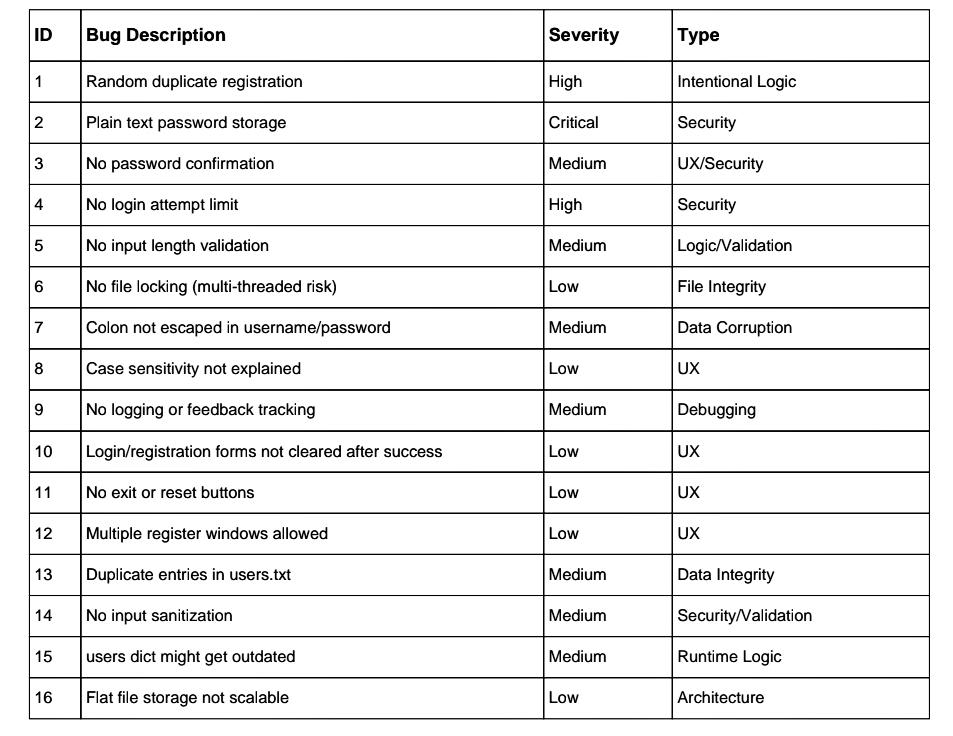 ID Bug Description Severity Type
1 Random duplicate registration High Intentional Logic
2 Plain text password storage Critical Security
3 No password confirmation Medium UX/Security
4 No login attempt limit High Security
5 No input length validation Medium Logic/Validation
6 No file locking (multi-threaded risk) Low File Integrity
7 Colon not escaped in username/password Medium Data Corruption
8 Case sensitivity not explained Low UX
9 No logging or feedback tracking Medium Debugging
10 Login/registration forms not cleared after success Low UX
11 No exit or reset buttons Low UX
12 Multiple register windows allowed Low UX
13 Duplicate entries in users.txt Medium Data Integrity
14 No input sanitization Medium Security/Validation
15 users dict might get outdated Medium Runtime Logic
16 Flat file storage not scalable Low Architecture